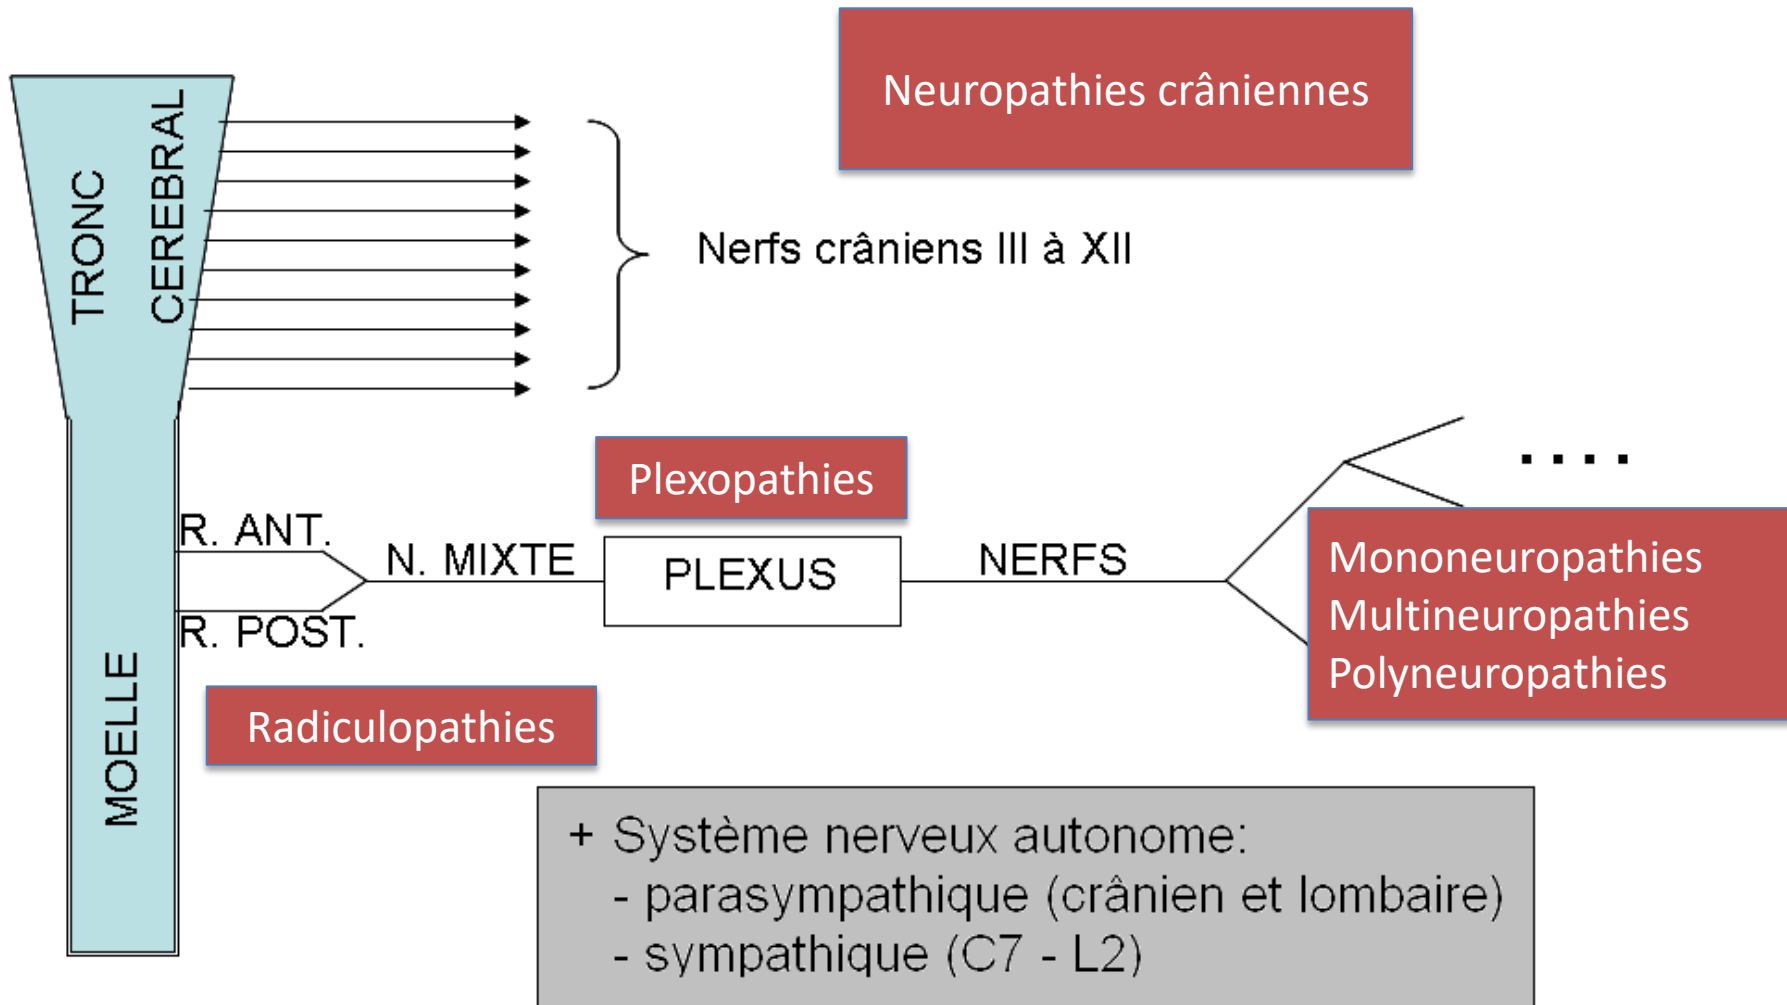 Neuropathies crâniennes
TRONC
CEREBRAL
Nerfs crâniens III à XII
Plexopathies
....
R. ANT.
N. MIXTE
PLEXUS
NERFS
R. POST.
Mononeuropathies
Multineuropathies
Polyneuropathies
MOELLE
Radiculopathies
+ Système nerveux autonome:
- parasympathique (crânien et lombaire)
- sympathique (C7 - L2)